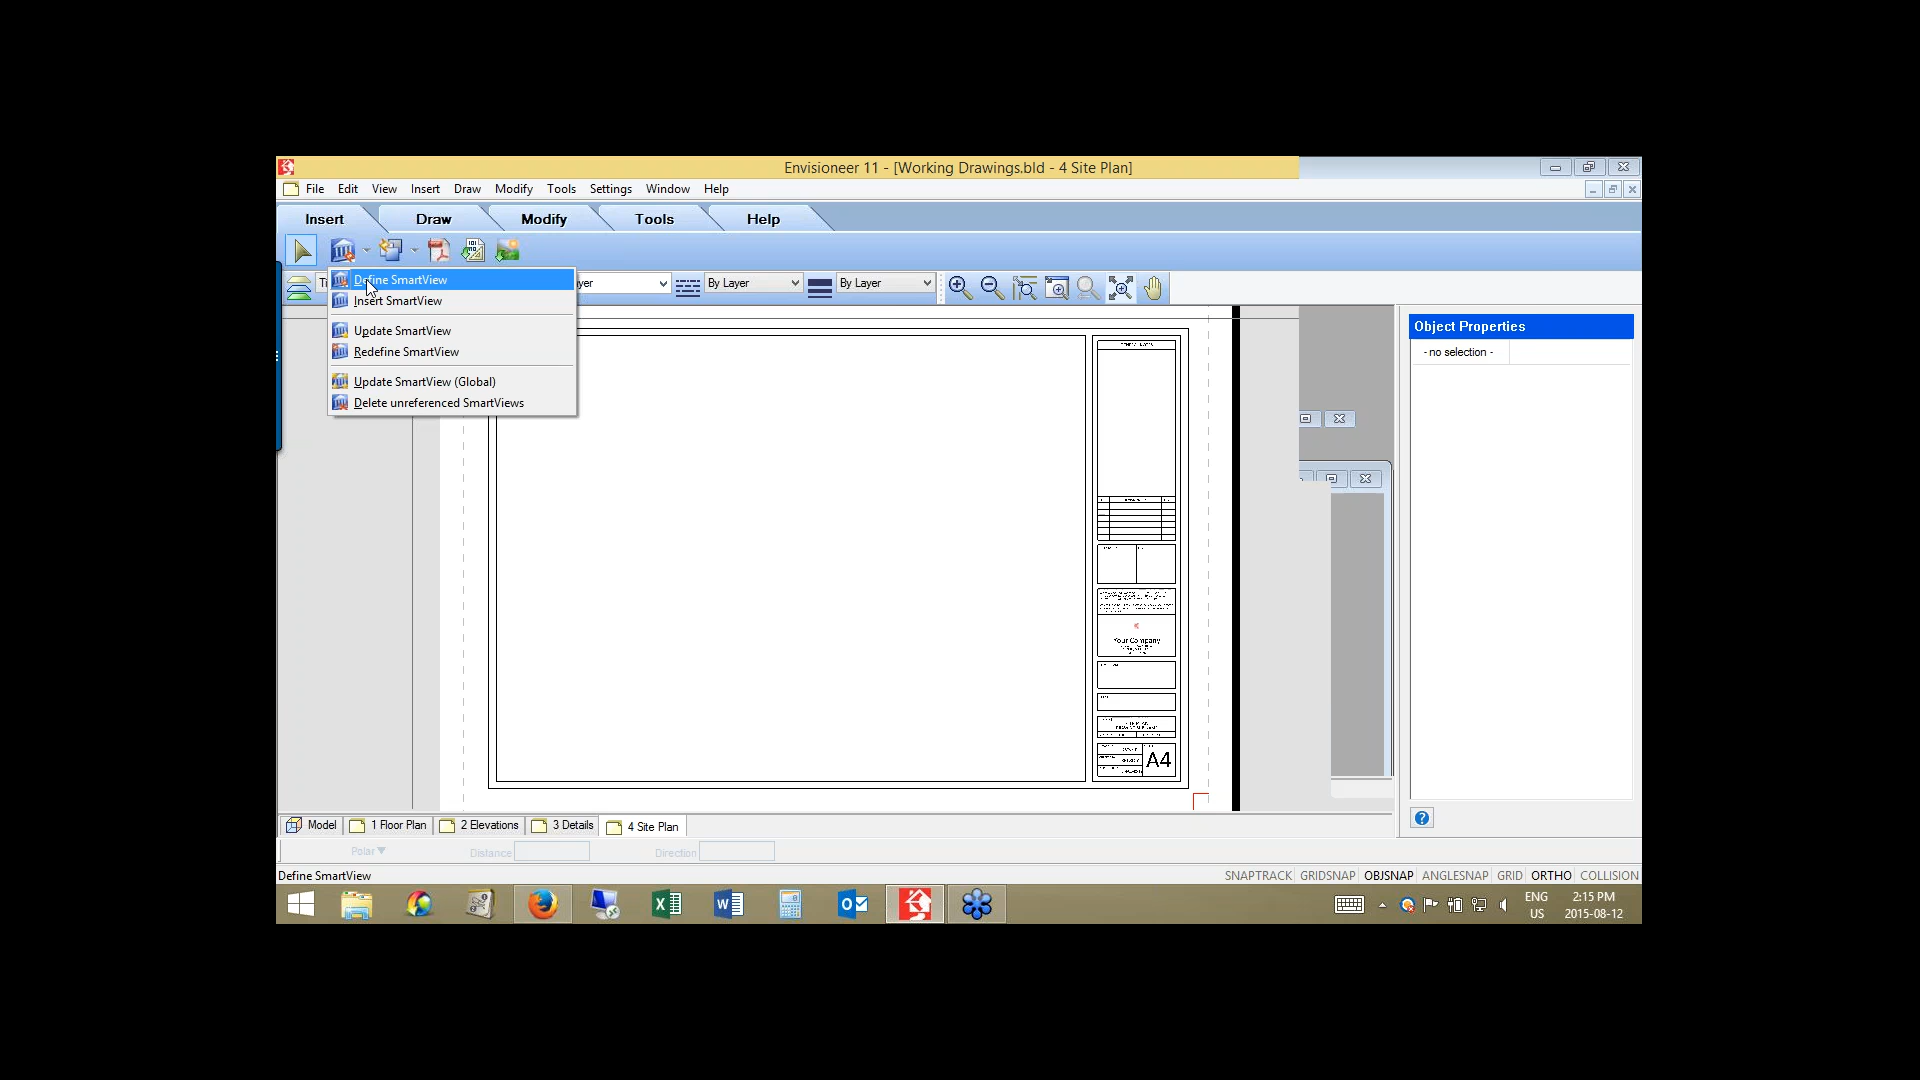 Envisioneer 11 - [Working Drawings.bld - 4 Site Plan]
File Edit View Insert Draw Modify Tools Settings Window Help
Insert Draw Modify Tools Help
Define SmartView
Insert SmartView
Update SmartView
Redefine SmartView
Update SmartView (Global)
Delete unreferenced SmartViews
By Layer By Layer
Object Properties
- no selection -
Your Company
A4
Model 1 Floor Plan 2 Elevations 3 Details 4 Site Plan
Polar Distance Direction
Define SmartView
SNAPTRACK GRIDSNAP OBJSNAP ANGLESNAP GRID ORTHO COLLISION
ENG 2:15 PM
US 2015-08-12